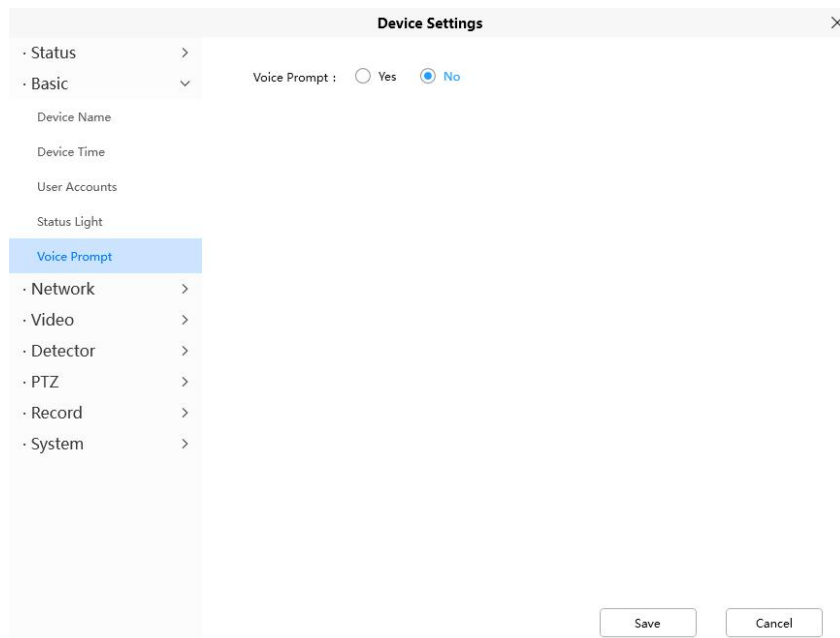 Device Settings
· Status
· Basic
Device Name
Device Time
User Accounts
Status Light
Voice Prompt
· Network
· Video
· Detector
· PTZ
· Record
· System
Voice Prompt : Yes No
Save Cancel